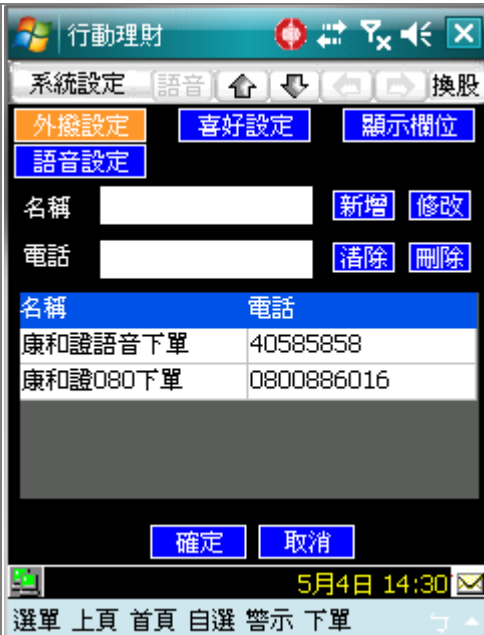 行動理財
系統設定 語音 換股
外撥設定 喜好設定 顯示欄位
語音設定
名稱 新增 修改
電話 清除 刪除
名稱 電話
康和證語音下單 40585858
康和證080下單 0800886016
確定 取消
5月4日 14:30
選單 上頁 首頁 自選 警示 下單